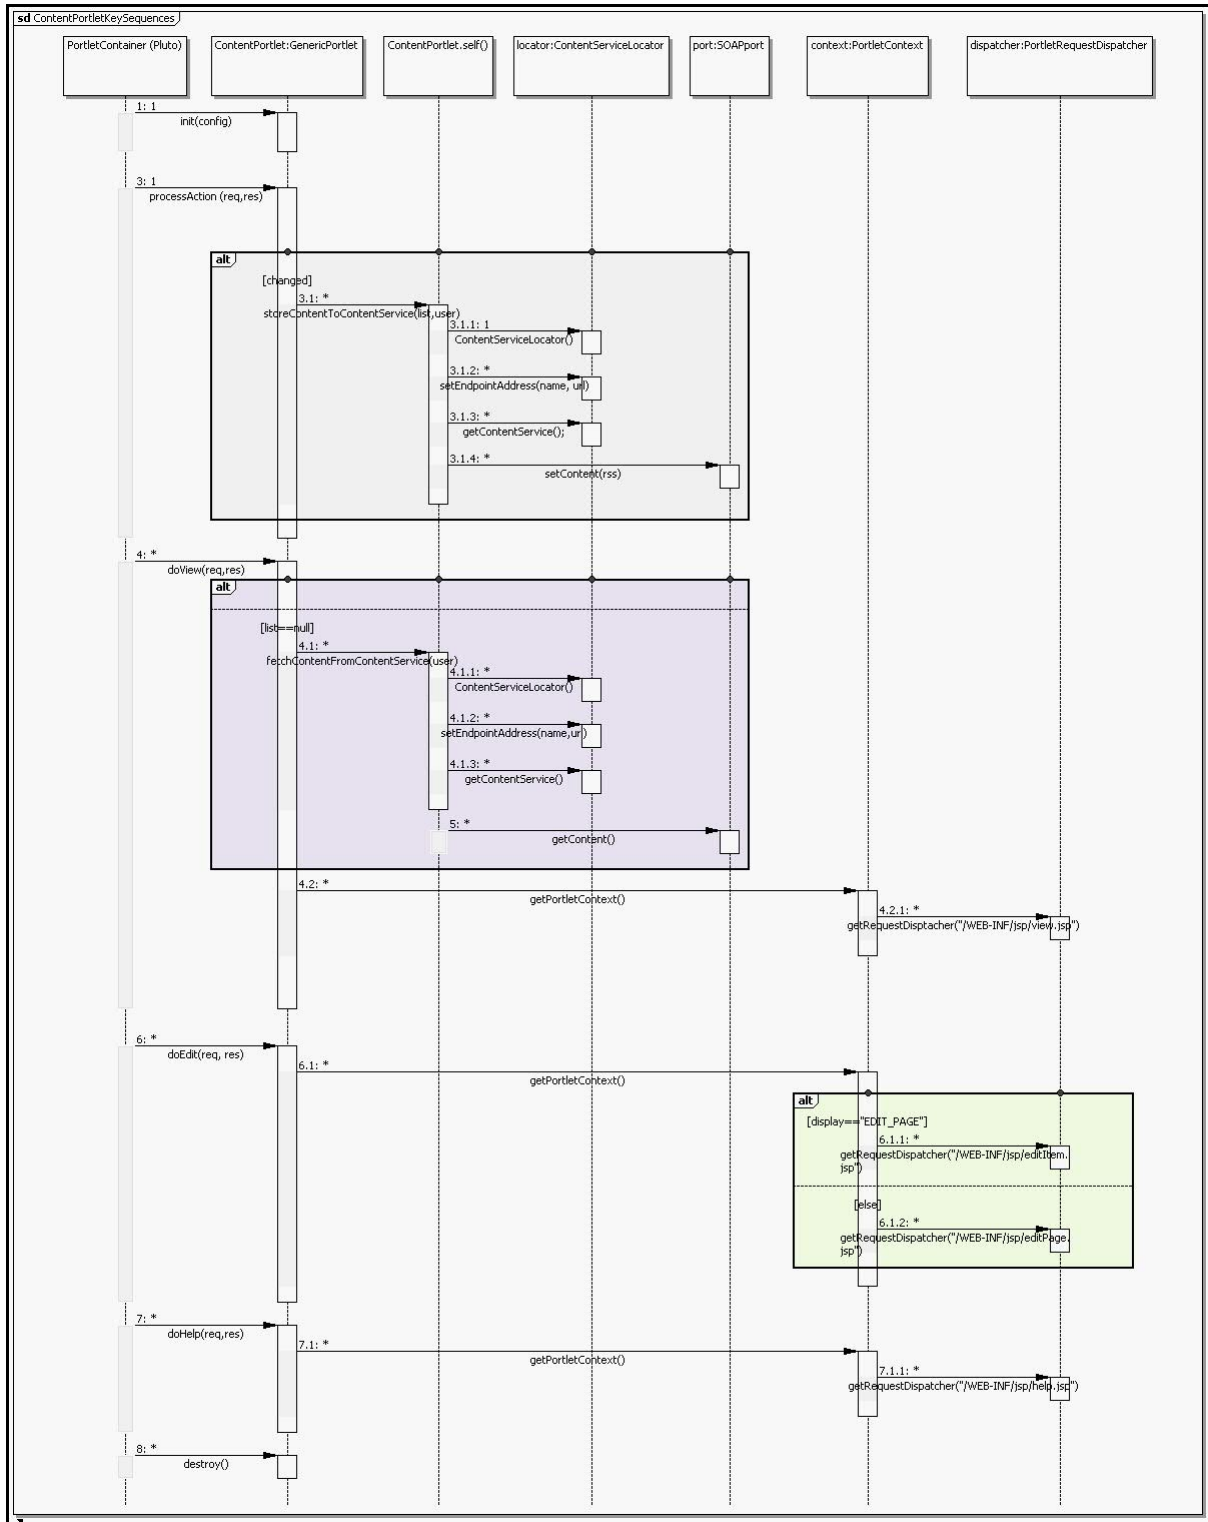 sd ContentPortletKeySequences
PortletContainer (Pluto)
ContentPortlet:GenericPortlet
ContentPortlet.self()
locator:ContentServiceLocator
port:SOAPport
context:PortletContext
dispatcher:PortletRequestDispatcher
1: 1
init(config)
3: 1
processAction (req,res)
alt
[changed]
3.1: *
storeContentToContentService(list,user)
3.1.1: 1
ContentServiceLocator()
3.1.2: *
setEndpointAddress(name, url)
3.1.3: *
getContentService();
3.1.4: *
setContent(rss)
4: *
doView(req,res)
alt
[list==null]
4.1: *
fetchContentFromContentService(user)
4.1.1: *
ContentServiceLocator()
4.1.2: *
setEndpointAddress(name,url)
4.1.3: *
getContentService()
5: *
getContent()
4.2: *
getPortletContext()
4.2.1: *
getRequestDisptacher("/WEB-INF/jsp/view.jsp")
6: *
doEdit(req, res)
6.1: *
getPortletContext()
alt
[display=="EDIT_PAGE"]
6.1.1: *
getRequestDispatcher("/WEB-INF/jsp/editItem.
jsp")
[else]
6.1.2: *
getRequestDispatcher("/WEB-INF/jsp/editPage.
jsp")
7: *
doHelp(req,res)
7.1: *
getPortletContext()
7.1.1: *
getRequestDispatcher("/WEB-INF/jsp/help.jsp")
8: *
destroy()